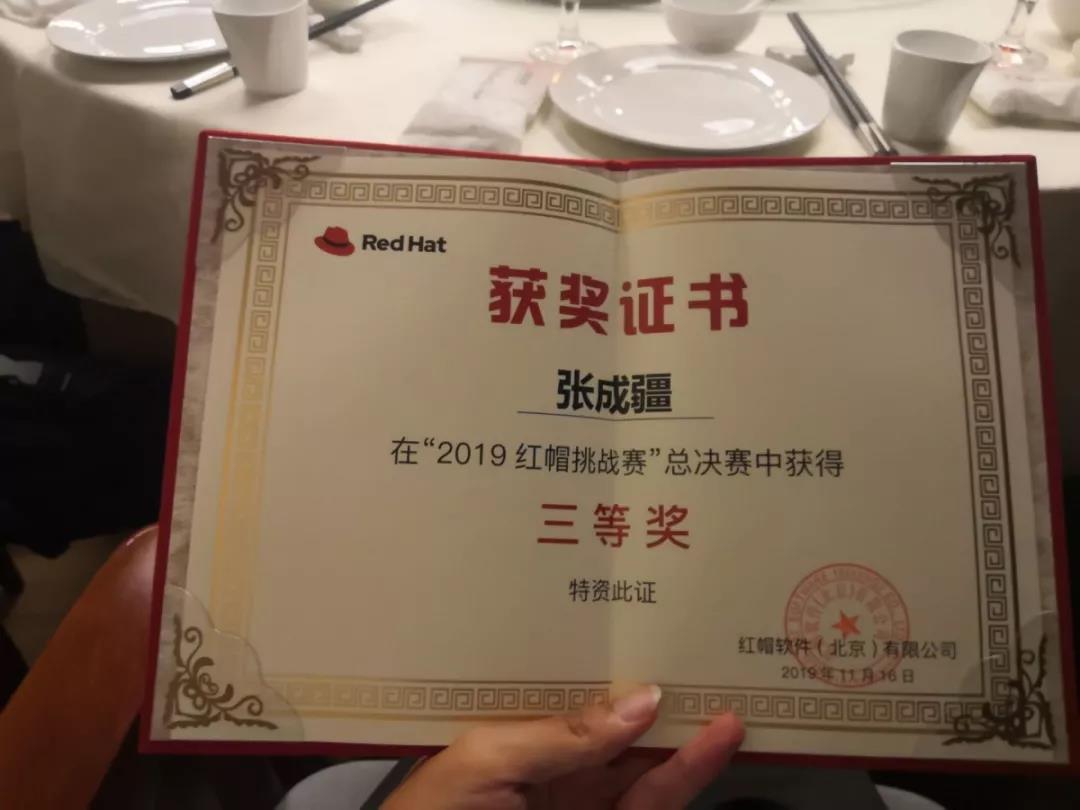 Red Hat
获奖证书
张成疆
在“2019 红帽挑战赛”总决赛中获得
三等奖
特资此证
红帽软件（北京）有限公司
2019年11月16日